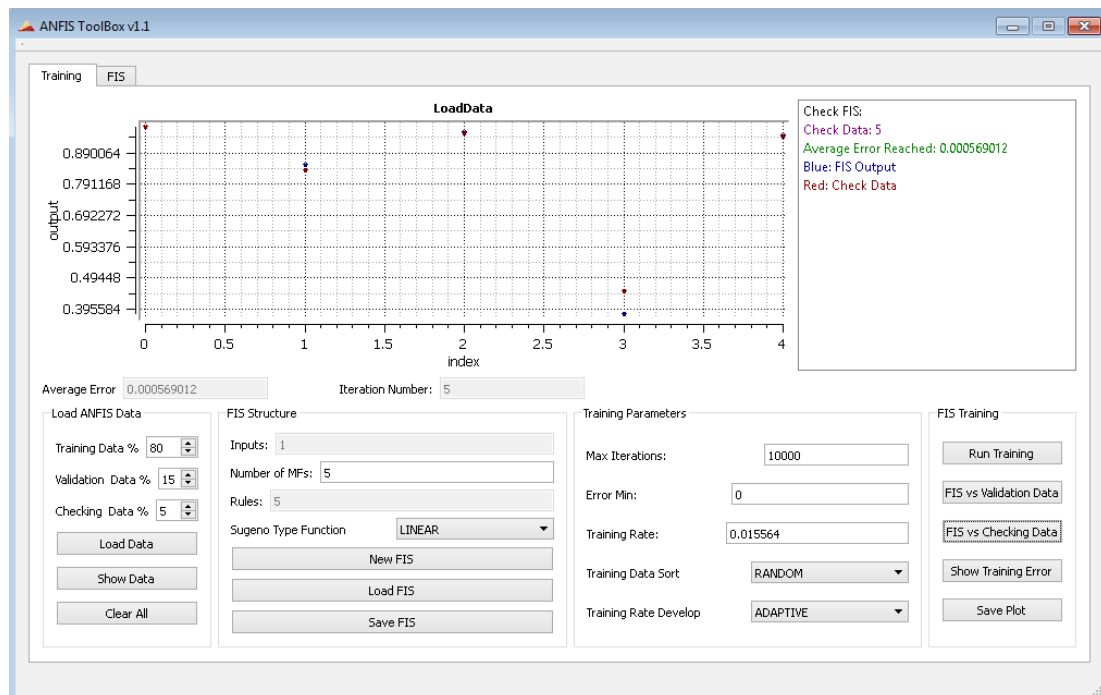 ANFIS ToolBox v1.1
Training FIS
LoadData
0.890064
0.791168
0.692272
0.593376
0.49448
0.395584
output
0 0.5 1 1.5 2 2.5 3 3.5 4
index
Check FIS:
Check Data: 5
Average Error Reached: 0.000569012
Blue: FIS Output
Red: Check Data
Average Error 0.000569012 Iteration Number: 5
Load ANFIS Data
Training Data % 80
Validation Data % 15
Checking Data % 5
Load Data
Show Data
Clear All
FIS Structure
Inputs: 1
Number of MFs: 5
Rules: 5
Sugeno Type Function LINEAR
New FIS
Load FIS
Save FIS
Training Parameters
Max Iterations: 10000
Error Min: 0
Training Rate: 0.015564
Training Data Sort RANDOM
Training Rate Develop ADAPTIVE
FIS Training
Run Training
FIS vs Validation Data
FIS vs Checking Data
Show Training Error
Save Plot